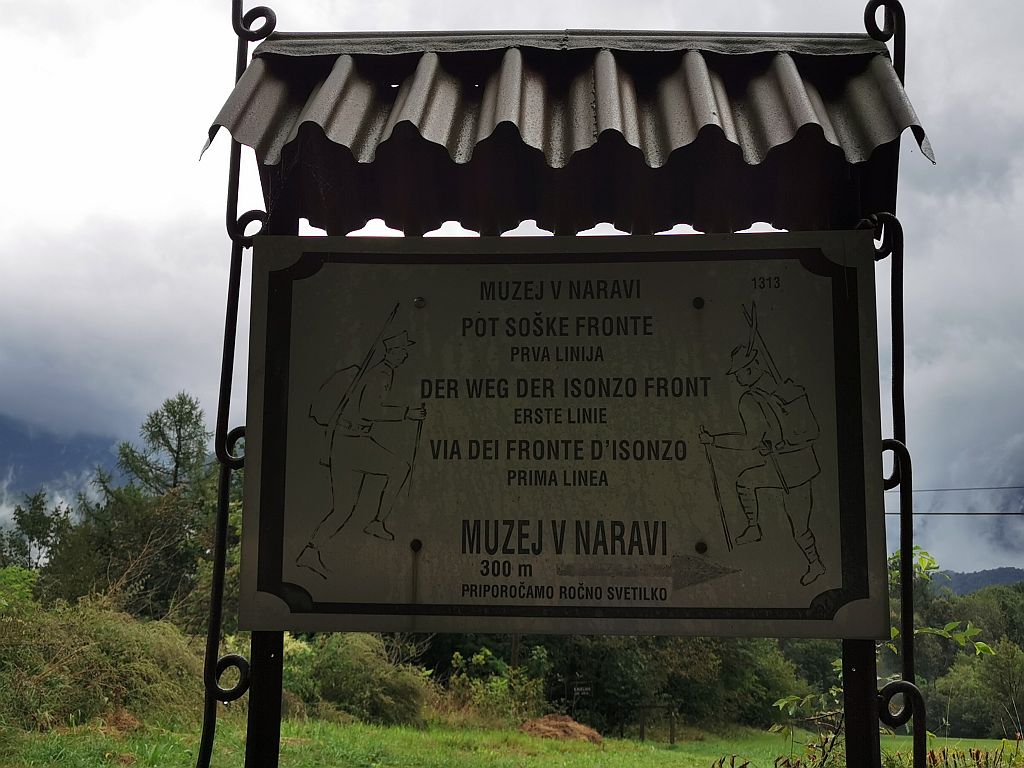 MUZEJ V NARAVI
1313
POT SOŠKE FRONTE
PRVA LINIJA
DER WEG DER ISONZO FRONT
ERSTE LINIE
VIA DEI FRONTE D'ISONZO
PRIMA LINEA
MUZEJ V NARAVI
300 m
PRIPOROČAMO ROČNO SVETILKO